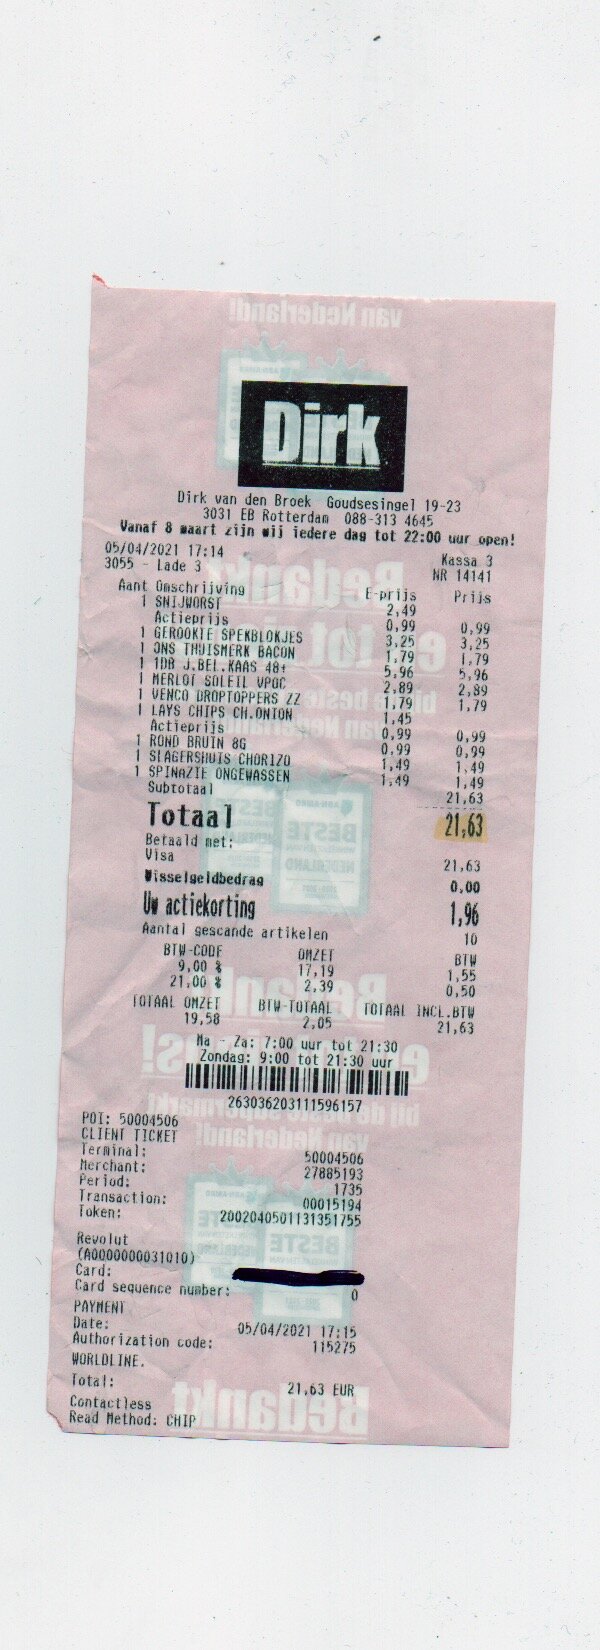 Dirk
Dirk van den Broek Goudsesingel 19-23
3031 EB Rotterdam 088-313 4645
Vanaf 8 maart zijn wij iedere dag tot 22:00 uur open!
05/04/2021 17:14 Kassa 3
3055 - Lade 3 NR 14141
Aant Omschrijving E-prijs Prijs
1 SNIJWORST 2,49
Actieprijs 0,99 0,99
1 GEROOKTE SPEKBLOKJES 3,25 3,25
1 ONS THUISMERK BACON 1,79 1,79
1 1DB J.BEL.KAAS 48+ 5,96 5,96
1 MERLOT SOLEIL VPOC 2,89 2,89
1 VENCO DROPTOPPERS ZZ 1,79 1,79
1 LAYS CHIPS CH.ONION 1,45
Actieprijs 0,99 0,99
1 ROND BRUIN 8G 0,99 0,99
1 SLAGERSHUIS CHORIZO 1,49 1,49
1 SPINAZIE ONGEWASSEN 1,49 1,49
Subtotaal 21,63
Totaal 21,63
Betaald met:
Visa 21,63
Wisselgeldbedrag 0,00
Uw actiekorting 1,96
Aantal gescande artikelen 10
BTW-CODE OMZET BTW
9,00 % 17,19 1,55
21,00 % 2,39 0,50
TOTAAL OMZET BTW-TOTAAL TOTAAL INCL.BTW
19,58 2,05 21,63
Ma - Za: 7:00 uur tot 21:30
Zondag: 9:00 tot 21:30 uur
263036203111596157
POI: 50004506
CLIENT TICKET
Terminal: 50004506
Merchant: 27885193
Period: 1735
Transaction: 00015194
Token: 2002040501131351755
Revolut
(A0000000031010)
Card:
Card sequence number: 0
PAYMENT
Date: 05/04/2021 17:15
Authorization code: 115275
WORLDLINE.
Total: 21,63 EUR
Contactless
Read Method: CHIP